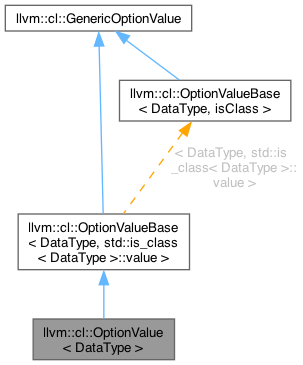 llvm::cl::GenericOptionValue
llvm::cl::OptionValueBase
< DataType, isClass >
< DataType, std::is
_class< DataType >::
value >
llvm::cl::OptionValueBase
< DataType, std::is_class
< DataType >::value >
llvm::cl::OptionValue
< DataType >